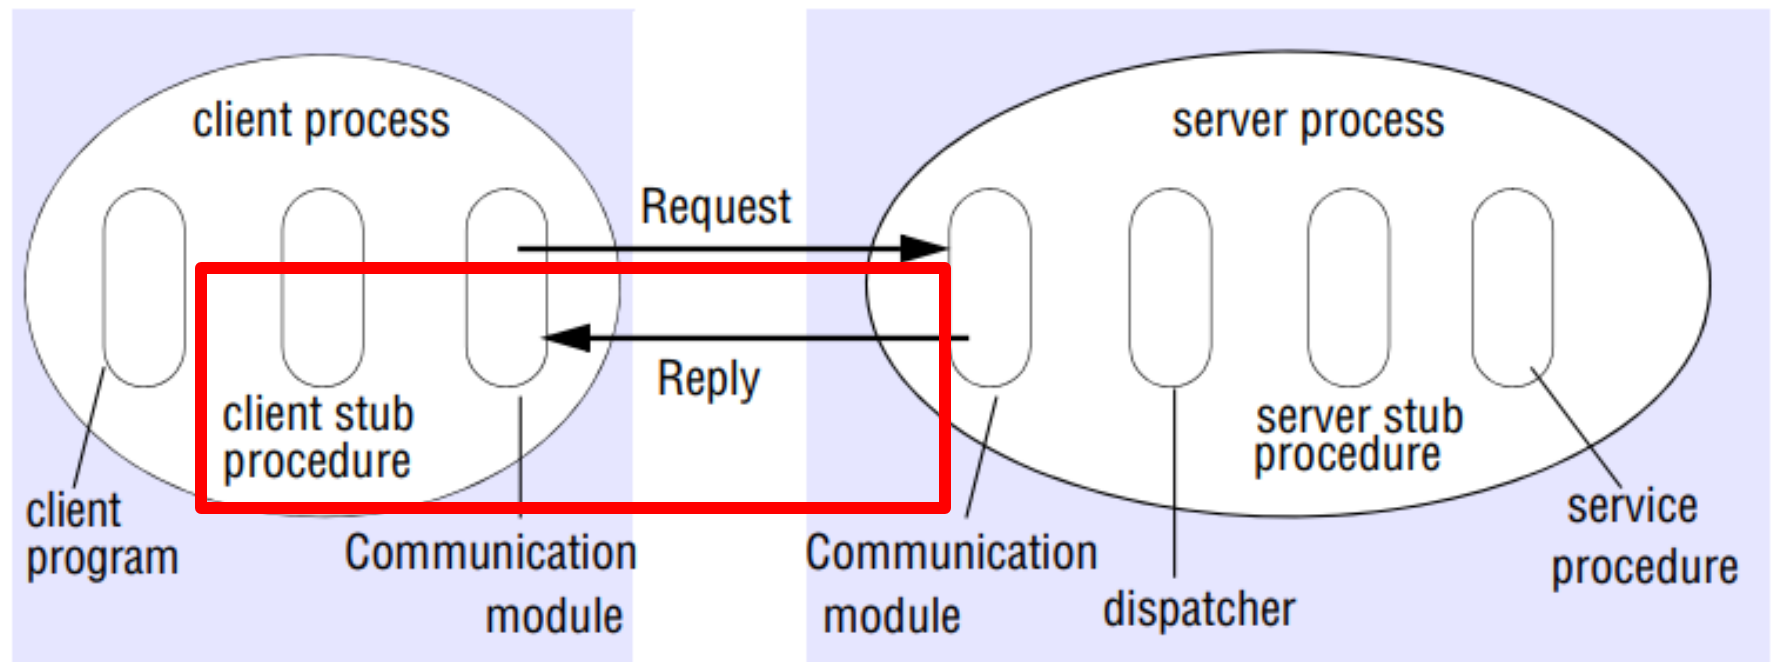 client process
server process
Request
Reply
client stub
procedure
server stub
procedure
client
program
Communication
module
Communication
module
dispatcher
service
procedure